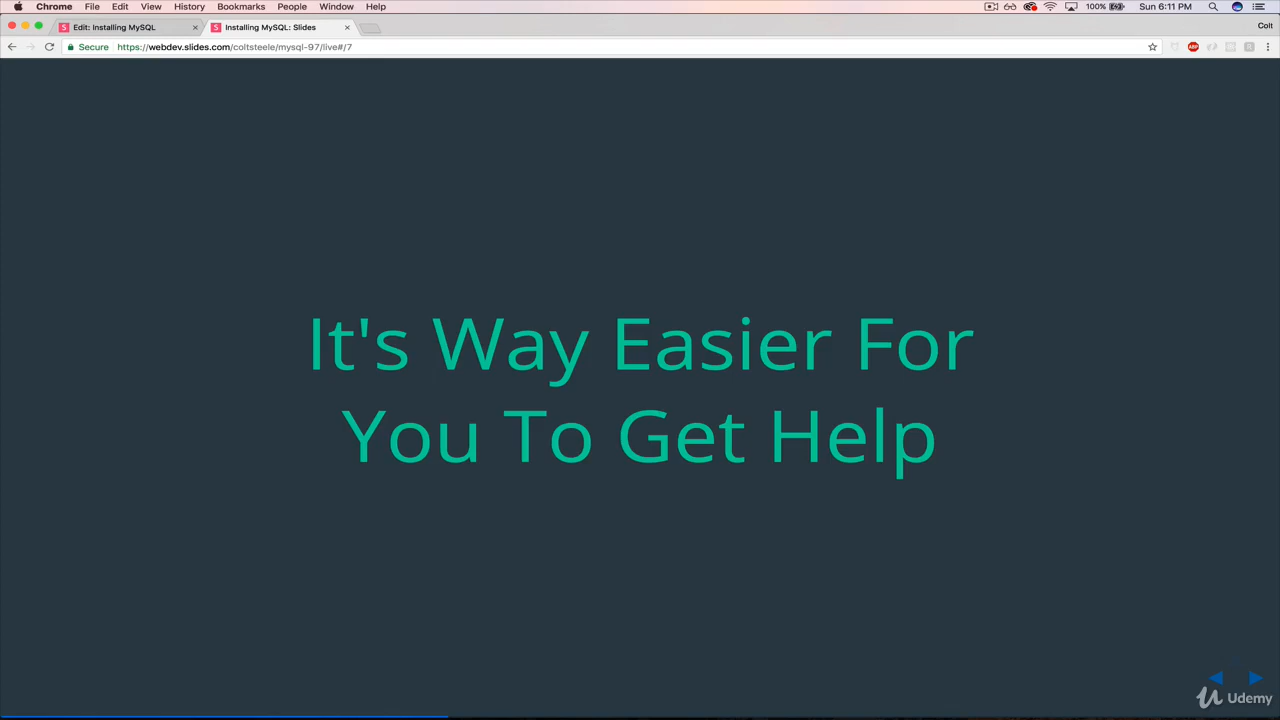 Chrome File Edit View History Bookmarks People Window Help 100% Sun 6:11 PM
Edit: Installing MySQL Installing MySQL: Slides Colt
Secure https://webdev.slides.com/coltsteele/mysql-97/live#/7 ABP
It's Way Easier For
You To Get Help
Udemy